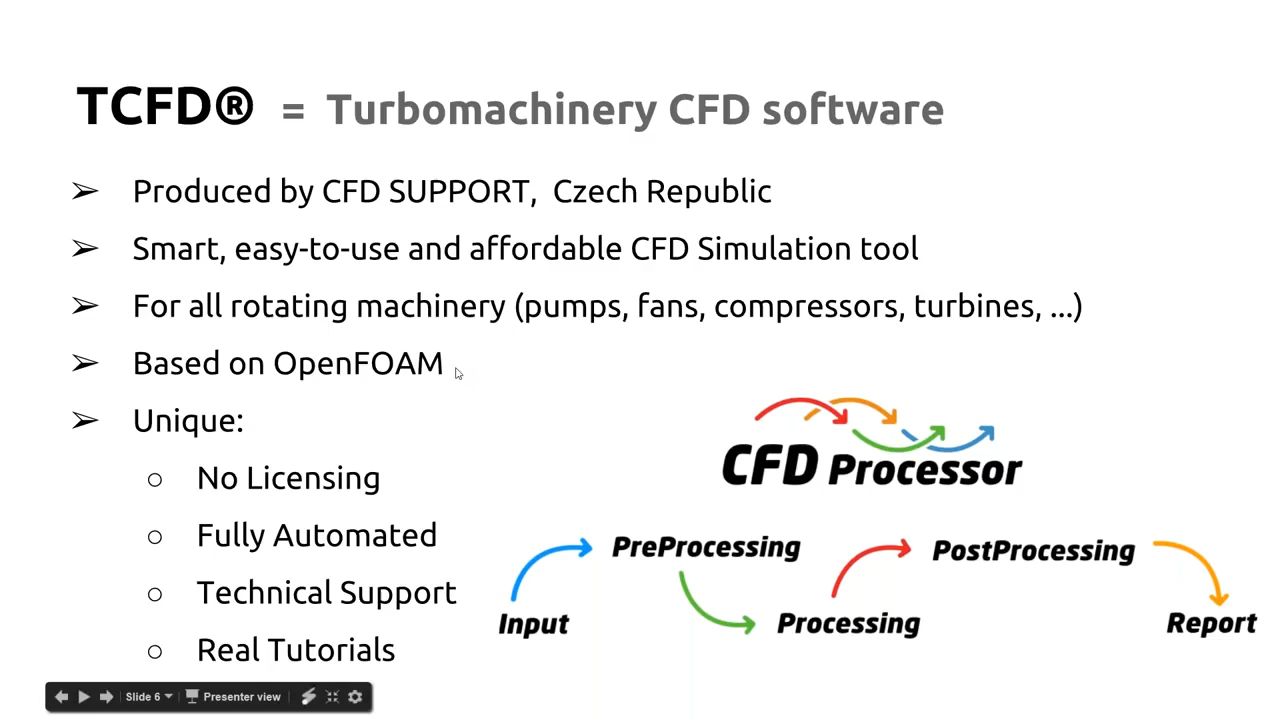 TCFD® = Turbomachinery CFD software
➢ Produced by CFD SUPPORT, Czech Republic
➢ Smart, easy-to-use and affordable CFD Simulation tool
➢ For all rotating machinery (pumps, fans, compressors, turbines, ...)
➢ Based on OpenFOAM
➢ Unique:
○ No Licensing
○ Fully Automated
○ Technical Support
○ Real Tutorials
CFD Processor
PreProcessing
PostProcessing
Input
Processing
Report
Slide 6
Presenter view